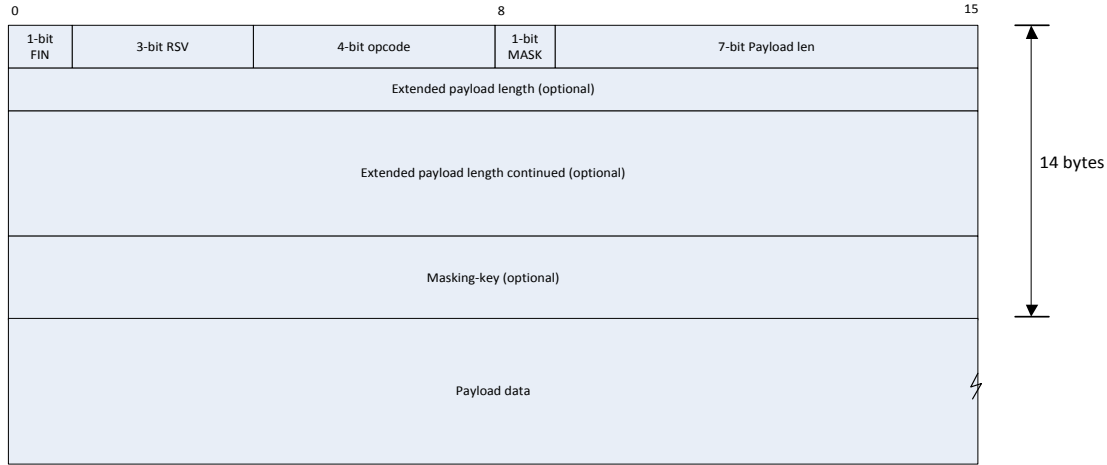 0 8 15
1-bit
FIN
3-bit RSV
4-bit opcode
1-bit
MASK
7-bit Payload len
Extended payload length (optional)
Extended payload length continued (optional)
14 bytes
Masking-key (optional)
Payload data